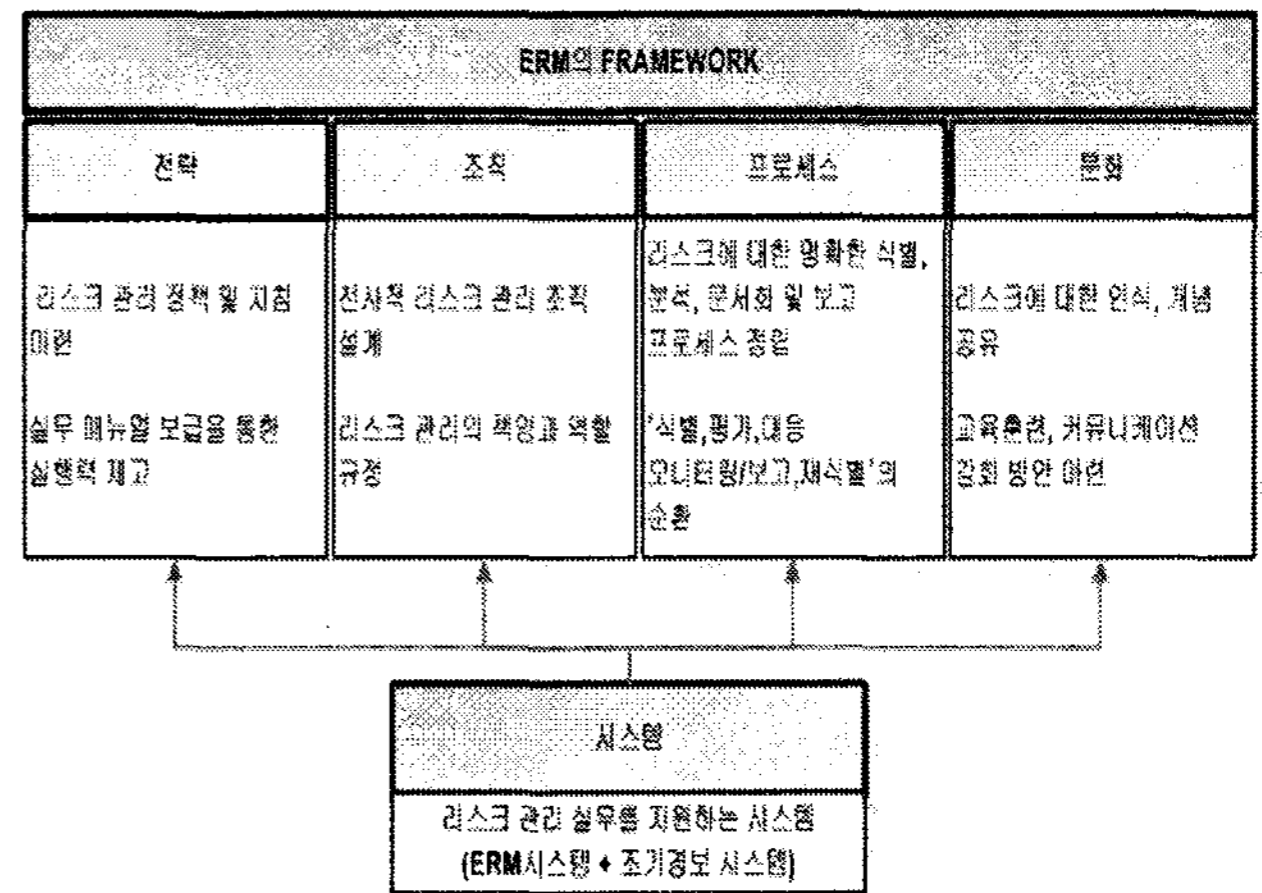 ERM의 FRAMEWORK
전략
조직
프로세스
문화
리스크 관리 정책 및 지침
마련
실무 메뉴얼 보급을 통한
실행력 제고
전사적 리스크 관리 조직
설계
리스크 관리의 책임과 역할
규정
리스크에 대한 명확한 식별,
분석, 문서화 및 보고
프로세스 정립
'식별,평가,대응
모니터링/보고,재식별'의
순환
리스크에 대한 인식, 개념
공유
교육훈련, 커뮤니케이션
강화 방안 마련
시스템
리스크 관리 실무를 지원하는 시스템
(ERM시스템 + 조기경보 시스템)